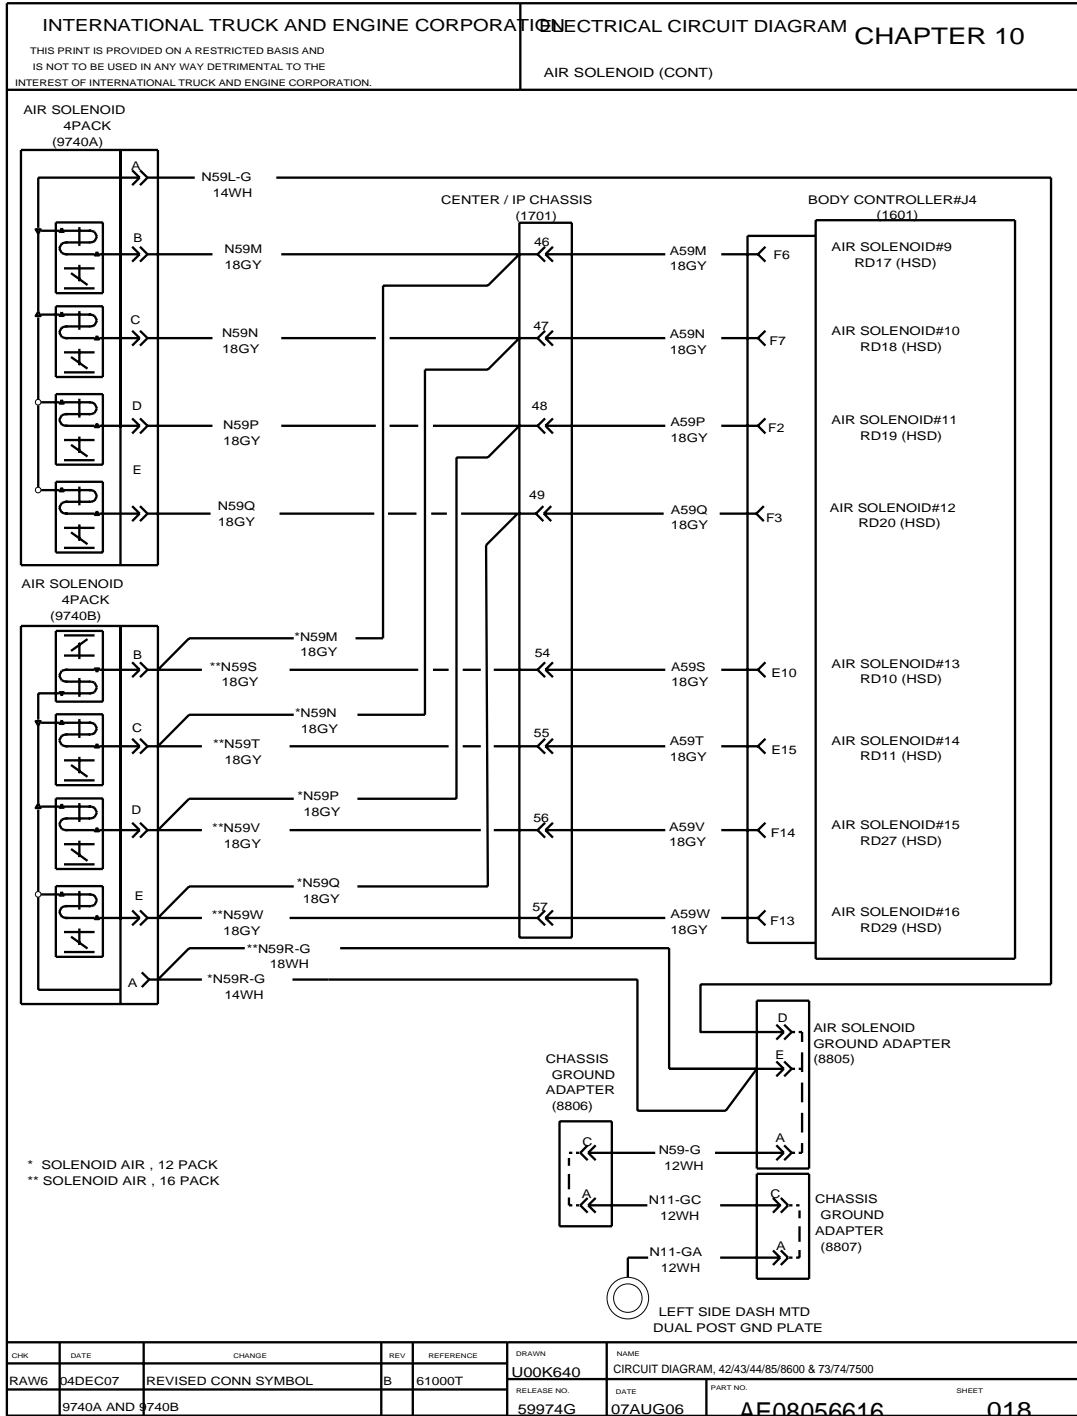 INTERNATIONAL TRUCK AND ENGINE CORPORATION
THIS PRINT IS PROVIDED ON A RESTRICTED BASIS AND
IS NOT TO BE USED IN ANY WAY DETRIMENTAL TO THE
INTEREST OF INTERNATIONAL TRUCK AND ENGINE CORPORATION.
ELECTRICAL CIRCUIT DIAGRAM
CHAPTER 10
AIR SOLENOID (CONT)
AIR SOLENOID
4PACK
(9740A)
A
N59L-G
14WH
CENTER / IP CHASSIS
(1701)
BODY CONTROLLER#J4
(1601)
B
N59M
18GY
46
A59M
18GY
F6
AIR SOLENOID#9
RD17 (HSD)
C
N59N
18GY
47
A59N
18GY
F7
AIR SOLENOID#10
RD18 (HSD)
D
N59P
18GY
48
A59P
18GY
F2
AIR SOLENOID#11
RD19 (HSD)
E
N59Q
18GY
49
A59Q
18GY
F3
AIR SOLENOID#12
RD20 (HSD)
AIR SOLENOID
4PACK
(9740B)
*N59M
18GY
B
**N59S
18GY
54
A59S
18GY
E10
AIR SOLENOID#13
RD10 (HSD)
*N59N
18GY
C
**N59T
18GY
55
A59T
18GY
E15
AIR SOLENOID#14
RD11 (HSD)
*N59P
18GY
D
**N59V
18GY
56
A59V
18GY
F14
AIR SOLENOID#15
RD27 (HSD)
*N59Q
18GY
E
**N59W
18GY
57
A59W
18GY
F13
AIR SOLENOID#16
RD29 (HSD)
**N59R-G
18WH
A
*N59R-G
14WH
D
E
A
AIR SOLENOID
GROUND ADAPTER
(8805)
CHASSIS
GROUND
ADAPTER
(8806)
C
N59-G
12WH
A
N11-GC
12WH
C
A
CHASSIS
GROUND
ADAPTER
(8807)
N11-GA
12WH
* SOLENOID AIR , 12 PACK
** SOLENOID AIR , 16 PACK
LEFT SIDE DASH MTD
DUAL POST GND PLATE
CHK DATE CHANGE REV REFERENCE
RAW6 04DEC07 REVISED CONN SYMBOL B 61000T
9740A AND 9740B
DRAWN
U00K640
NAME
CIRCUIT DIAGRAM, 42/43/44/85/8600 & 73/74/7500
RELEASE NO.
59974G
DATE
07AUG06
PART NO.
AE08056616
SHEET
018